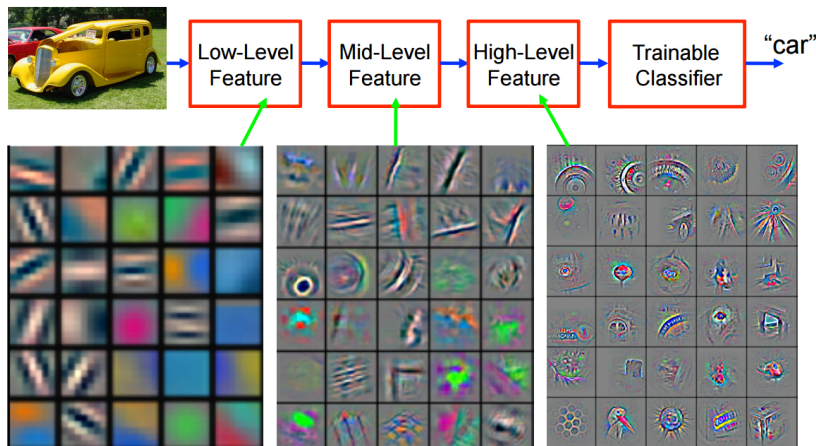 Low-Level
Feature
Mid-Level
Feature
High-Level
Feature
Trainable
Classifier
“car”